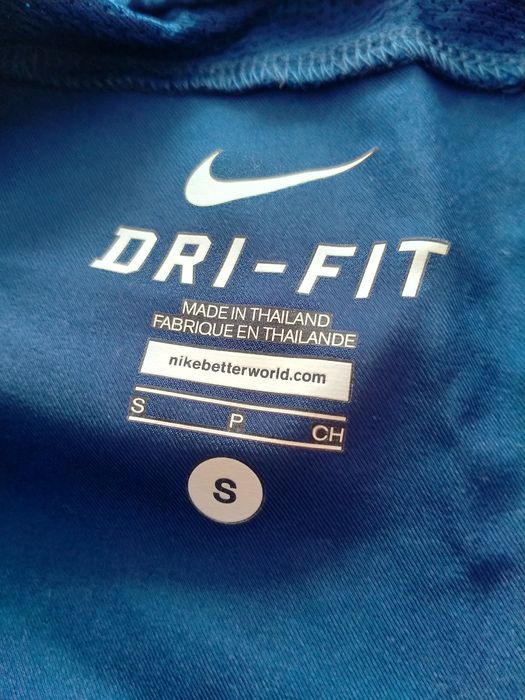 DRI-FIT
MADE IN THAILAND
FABRIQUE EN THAILANDE
nikebetterworld.com
S P CH
S